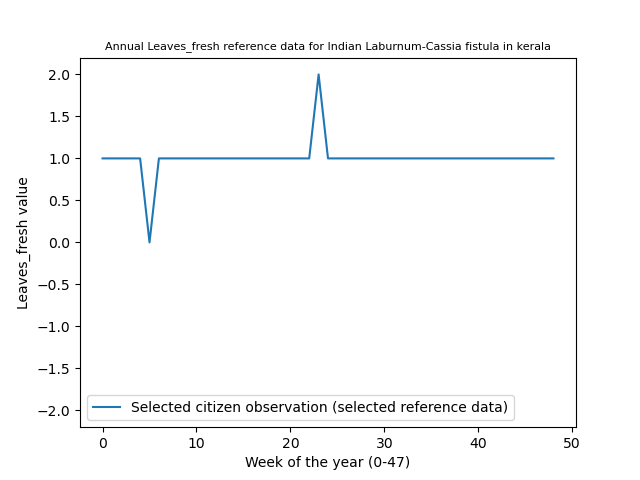 Annual Leaves_fresh reference data for Indian Laburnum-Cassia fistula in kerala
2.0
1.5
1.0
0.5
0.0
−0.5
−1.0
−1.5
−2.0
Leaves_fresh value
Selected citizen observation (selected reference data)
0 10 20 30 40 50
Week of the year (0-47)